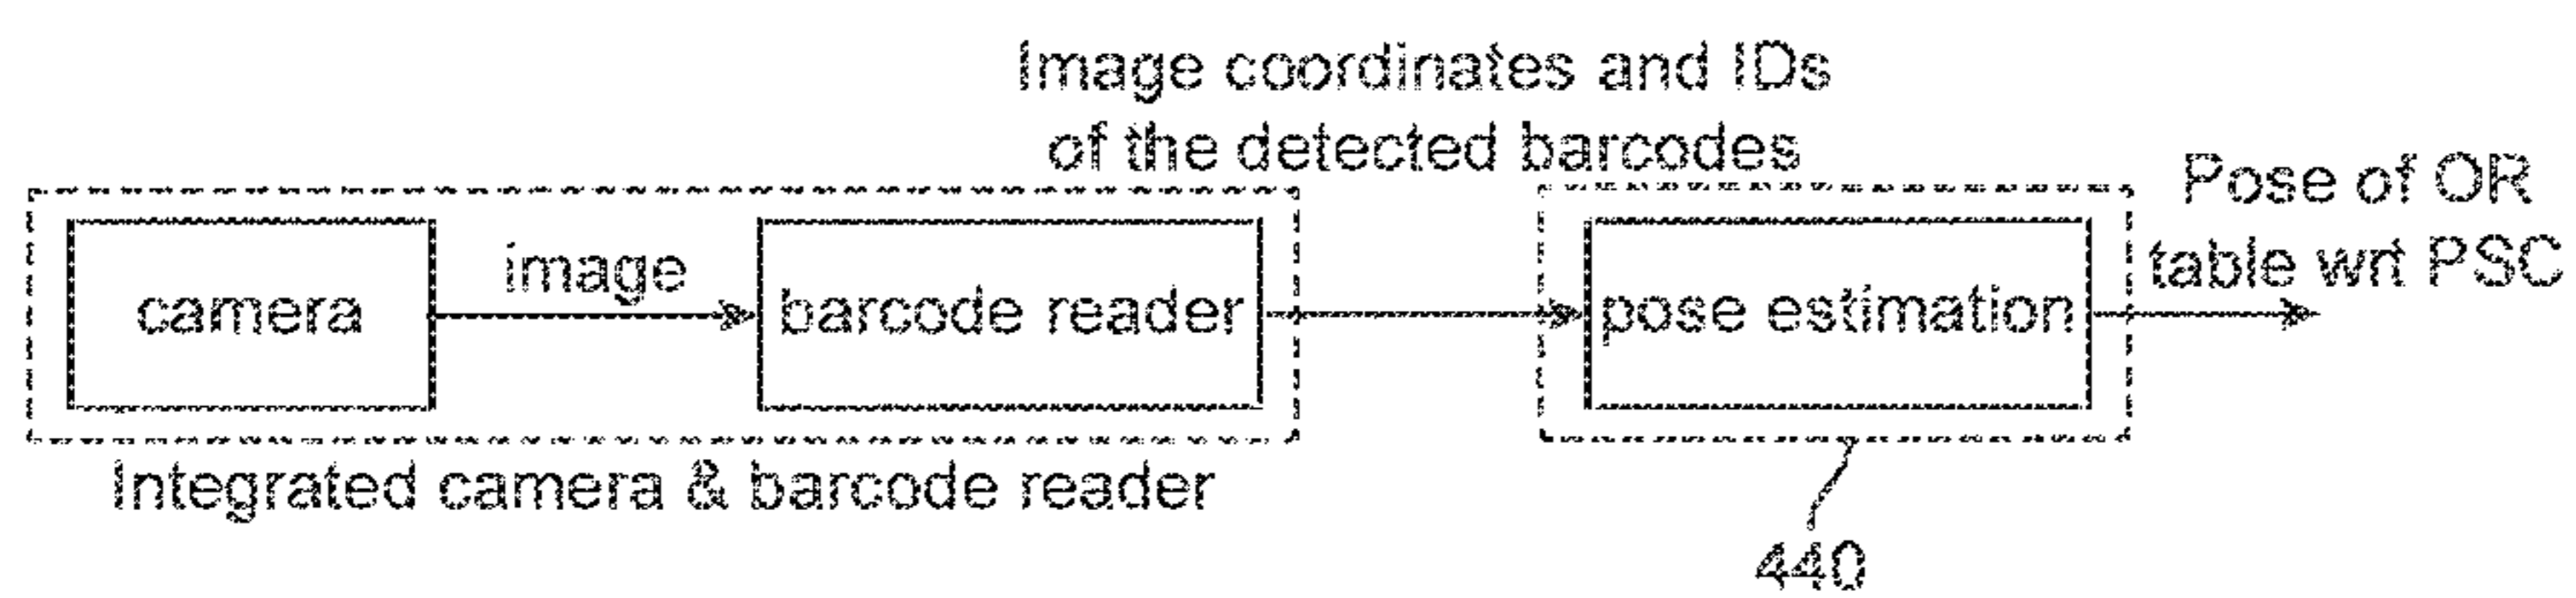 Image coordinates and IDs
of the detected barcodes
Pose of OR
table wrt PSC
camera
image
barcode reader
pose estimation
Integrated camera & barcode reader
440